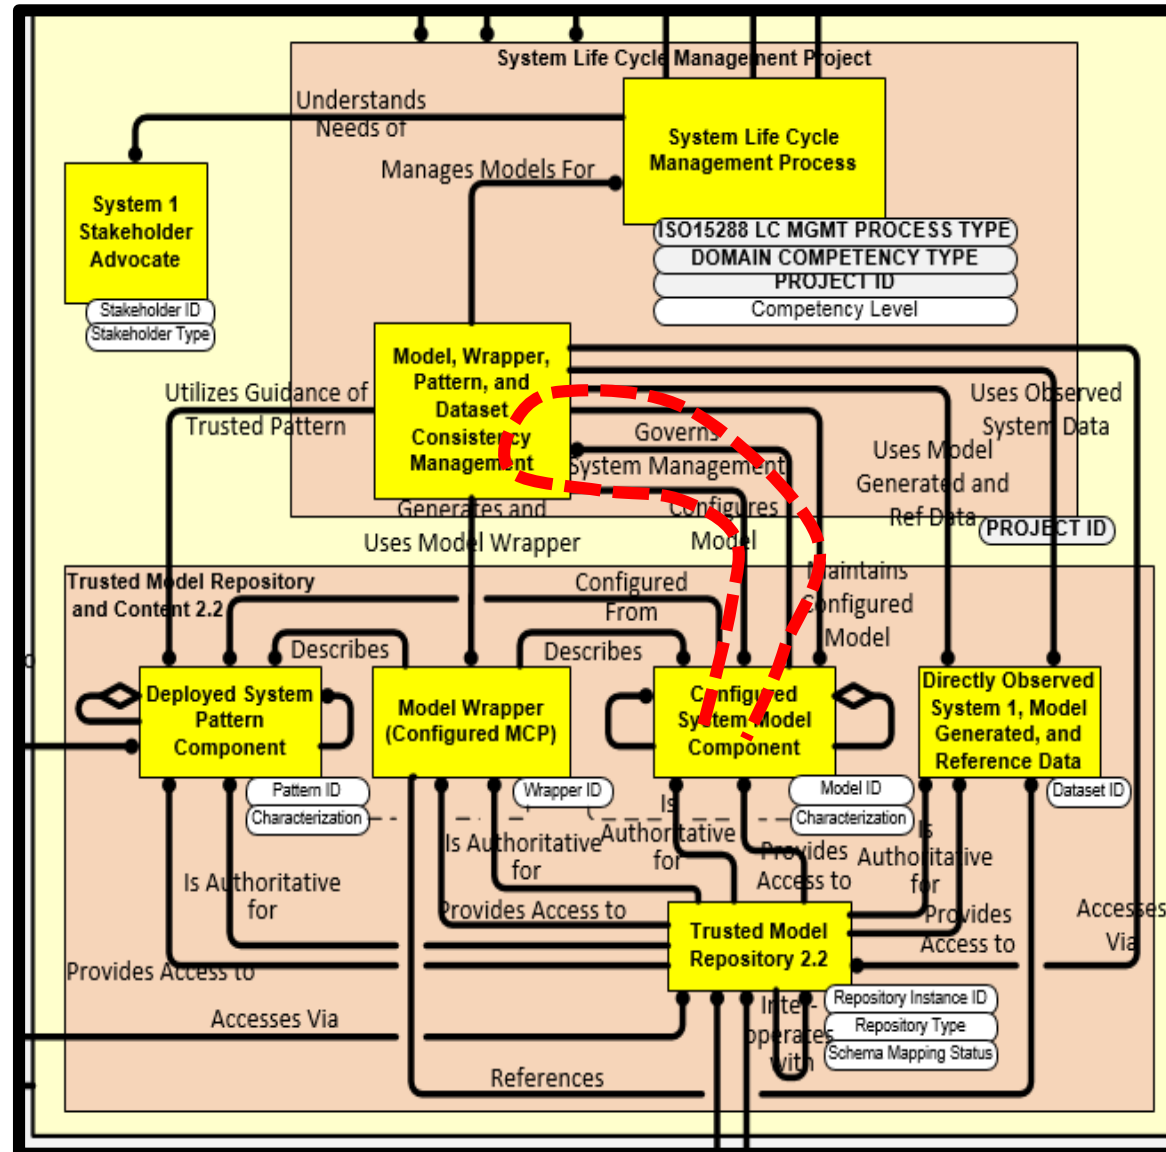 System Life Cycle Management Project
Understands
Needs of
System Life Cycle
Management Process
Manages Models For
System 1
Stakeholder
Advocate
ISO15288 LC MGMT PROCESS TYPE
DOMAIN COMPETENCY TYPE
PROJECT ID
Competency Level
Stakeholder ID
Stakeholder Type
Model, Wrapper,
Pattern, and
Dataset
Consistency
Management
Utilizes Guidance of
Trusted Pattern
Uses Observed
System Data
Governs
System Management
Uses Model
Generated and
Ref Data
Generates and
Uses Model Wrapper
Configures
Model
PROJECT ID
Trusted Model Repository
and Content 2.2
Configured
From
Maintains
Configured
Model
Describes
Describes
Deployed System
Pattern
Component
Model Wrapper
(Configured MCP)
Configured
System Model
Component
Directly Observed
System 1, Model
Generated, and
Reference Data
Pattern ID
Characterization
Wrapper ID
Model ID
Characterization
Dataset ID
Is Authoritative
for
Is Authoritative
for
Is
Authoritative
for
Provides
Access to
Is
Authoritative
for
Provides Access to
Provides
Access to
Accesses
Via
Trusted Model
Repository 2.2
Provides Access to
Accesses Via
Inter-
operates
with
Repository Instance ID
Repository Type
Schema Mapping Status
References